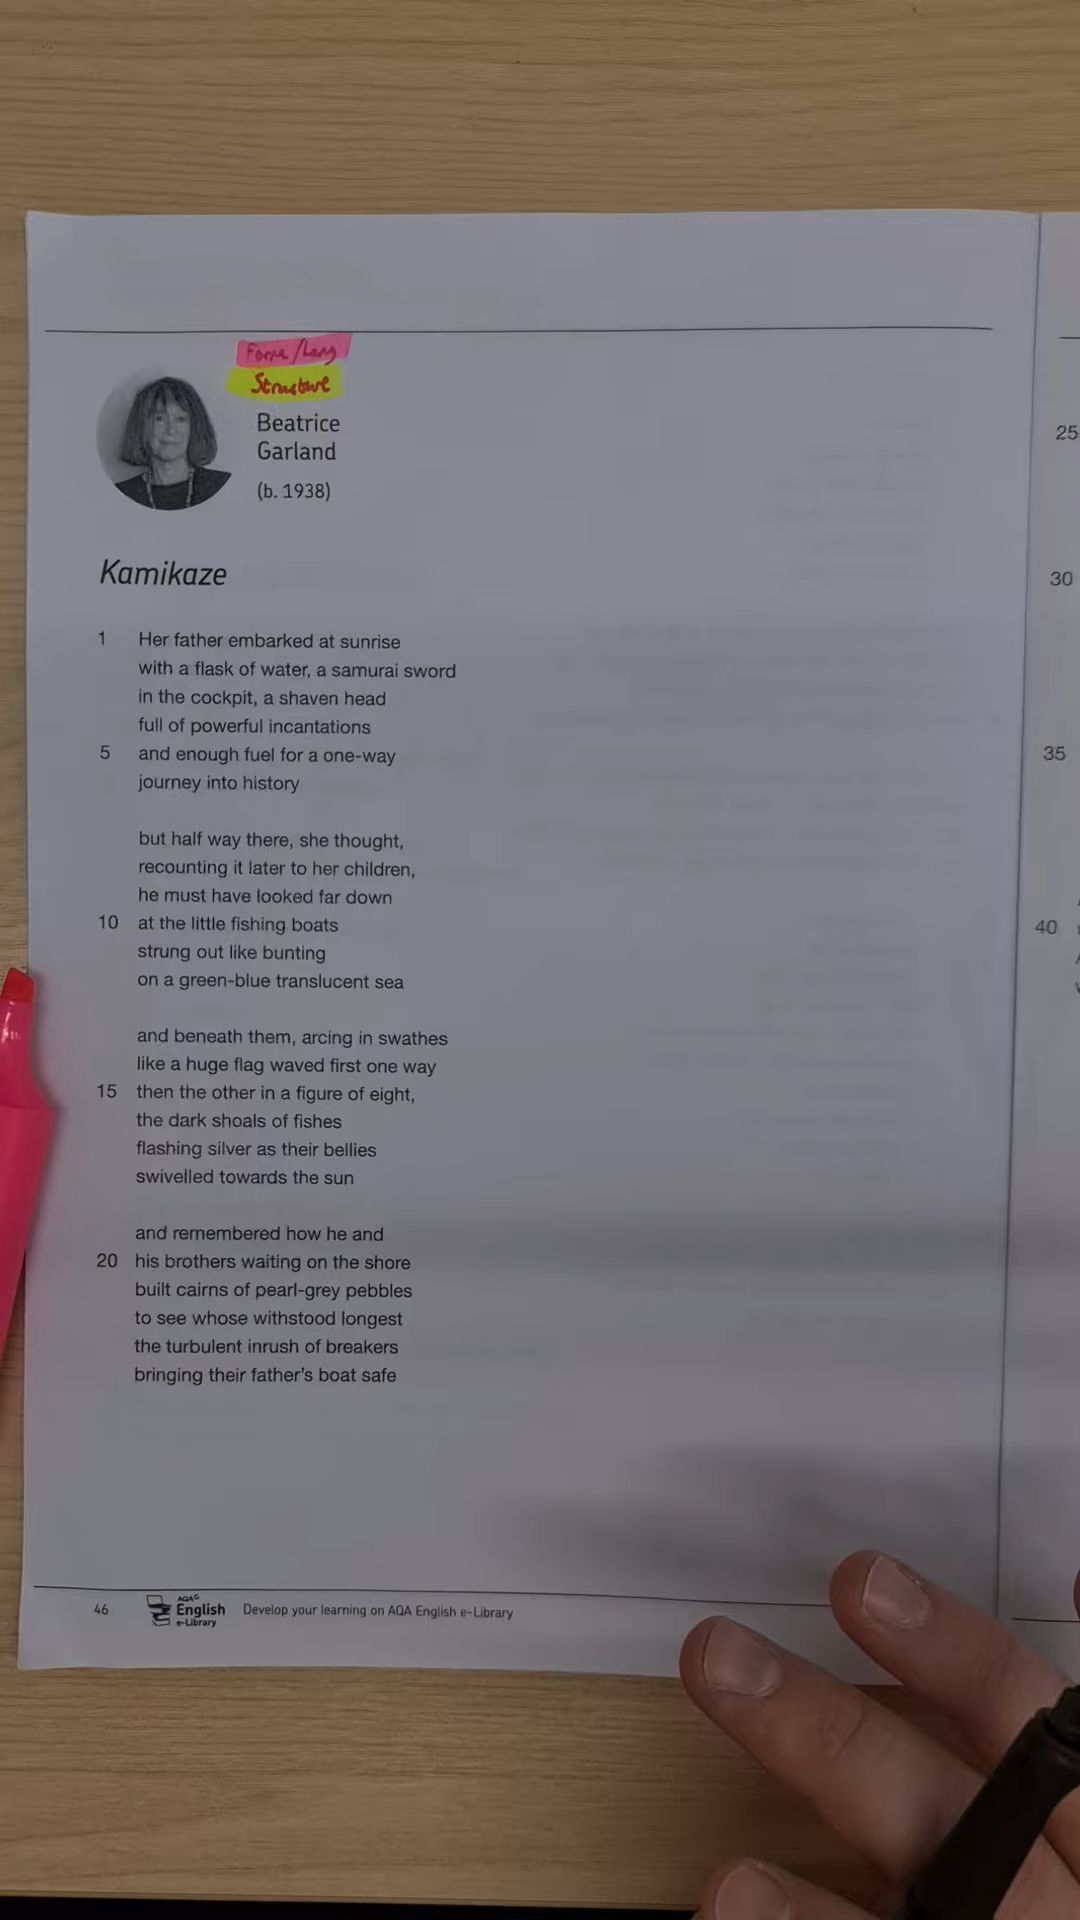 Form/Lang
Structure
Beatrice
Garland
(b. 1938)
Kamikaze
1 Her father embarked at sunrise
with a flask of water, a samurai sword
in the cockpit, a shaven head
full of powerful incantations
5 and enough fuel for a one-way
journey into history
but half way there, she thought,
recounting it later to her children,
he must have looked far down
10 at the little fishing boats
strung out like bunting
on a green-blue translucent sea
and beneath them, arcing in swathes
like a huge flag waved first one way
15 then the other in a figure of eight,
the dark shoals of fishes
flashing silver as their bellies
swivelled towards the sun
and remembered how he and
20 his brothers waiting on the shore
built cairns of pearl-grey pebbles
to see whose withstood longest
the turbulent inrush of breakers
bringing their father's boat safe
46 AQA English e-Library Develop your learning on AQA English e-Library
25
30
35
40